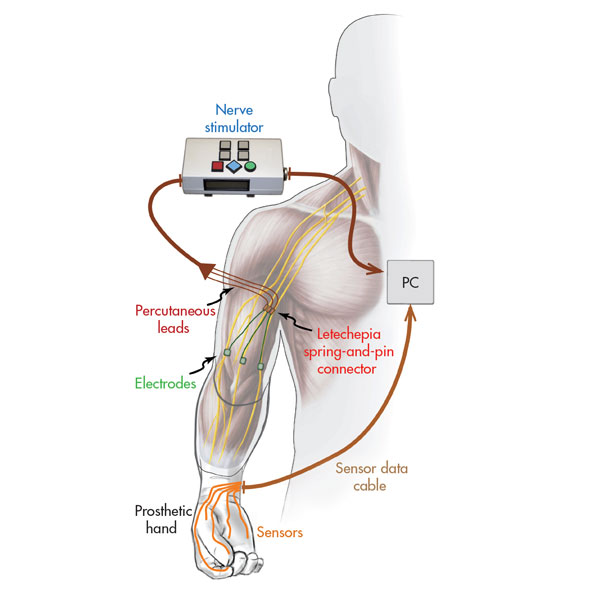 Nerve
stimulator
PC
Percutaneous
leads
Letechepia
spring-and-pin
connector
Electrodes
Sensor data
cable
Prosthetic
hand
Sensors